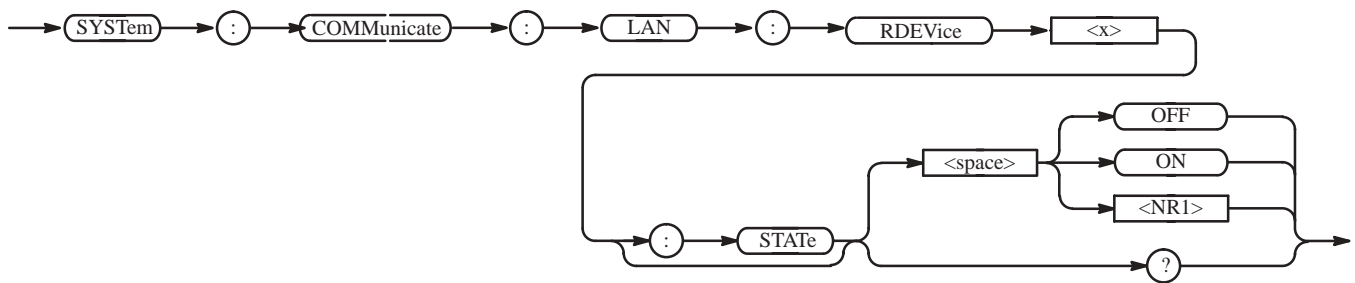 SYSTem : COMMunicate : LAN : RDEVice <x>
OFF
<space> ON
<NR1>
: STATe
?